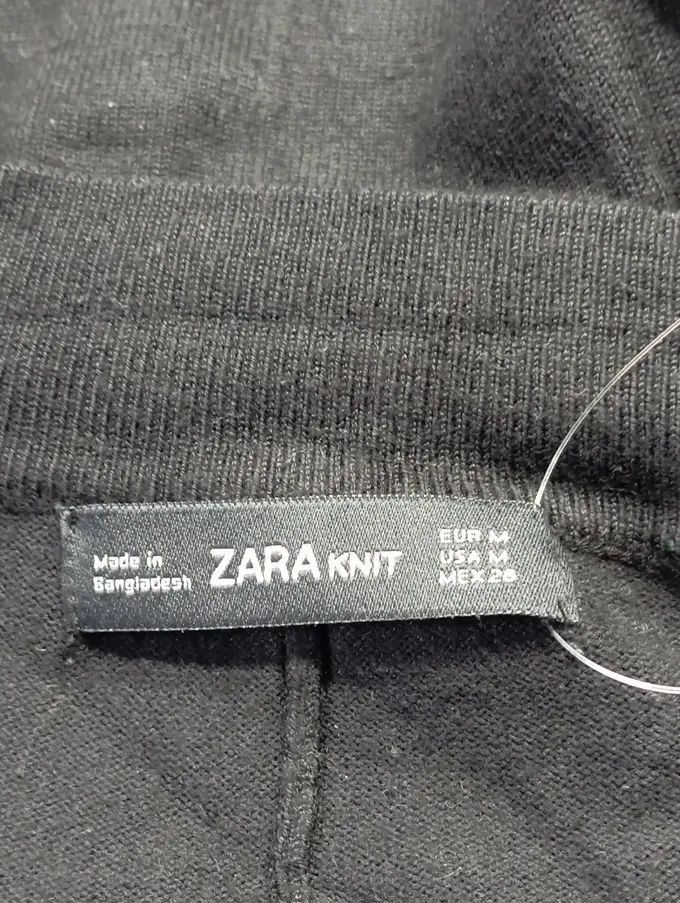 Made in
Bangladesh
ZARA KNIT
EUR M
USA M
MEX 28